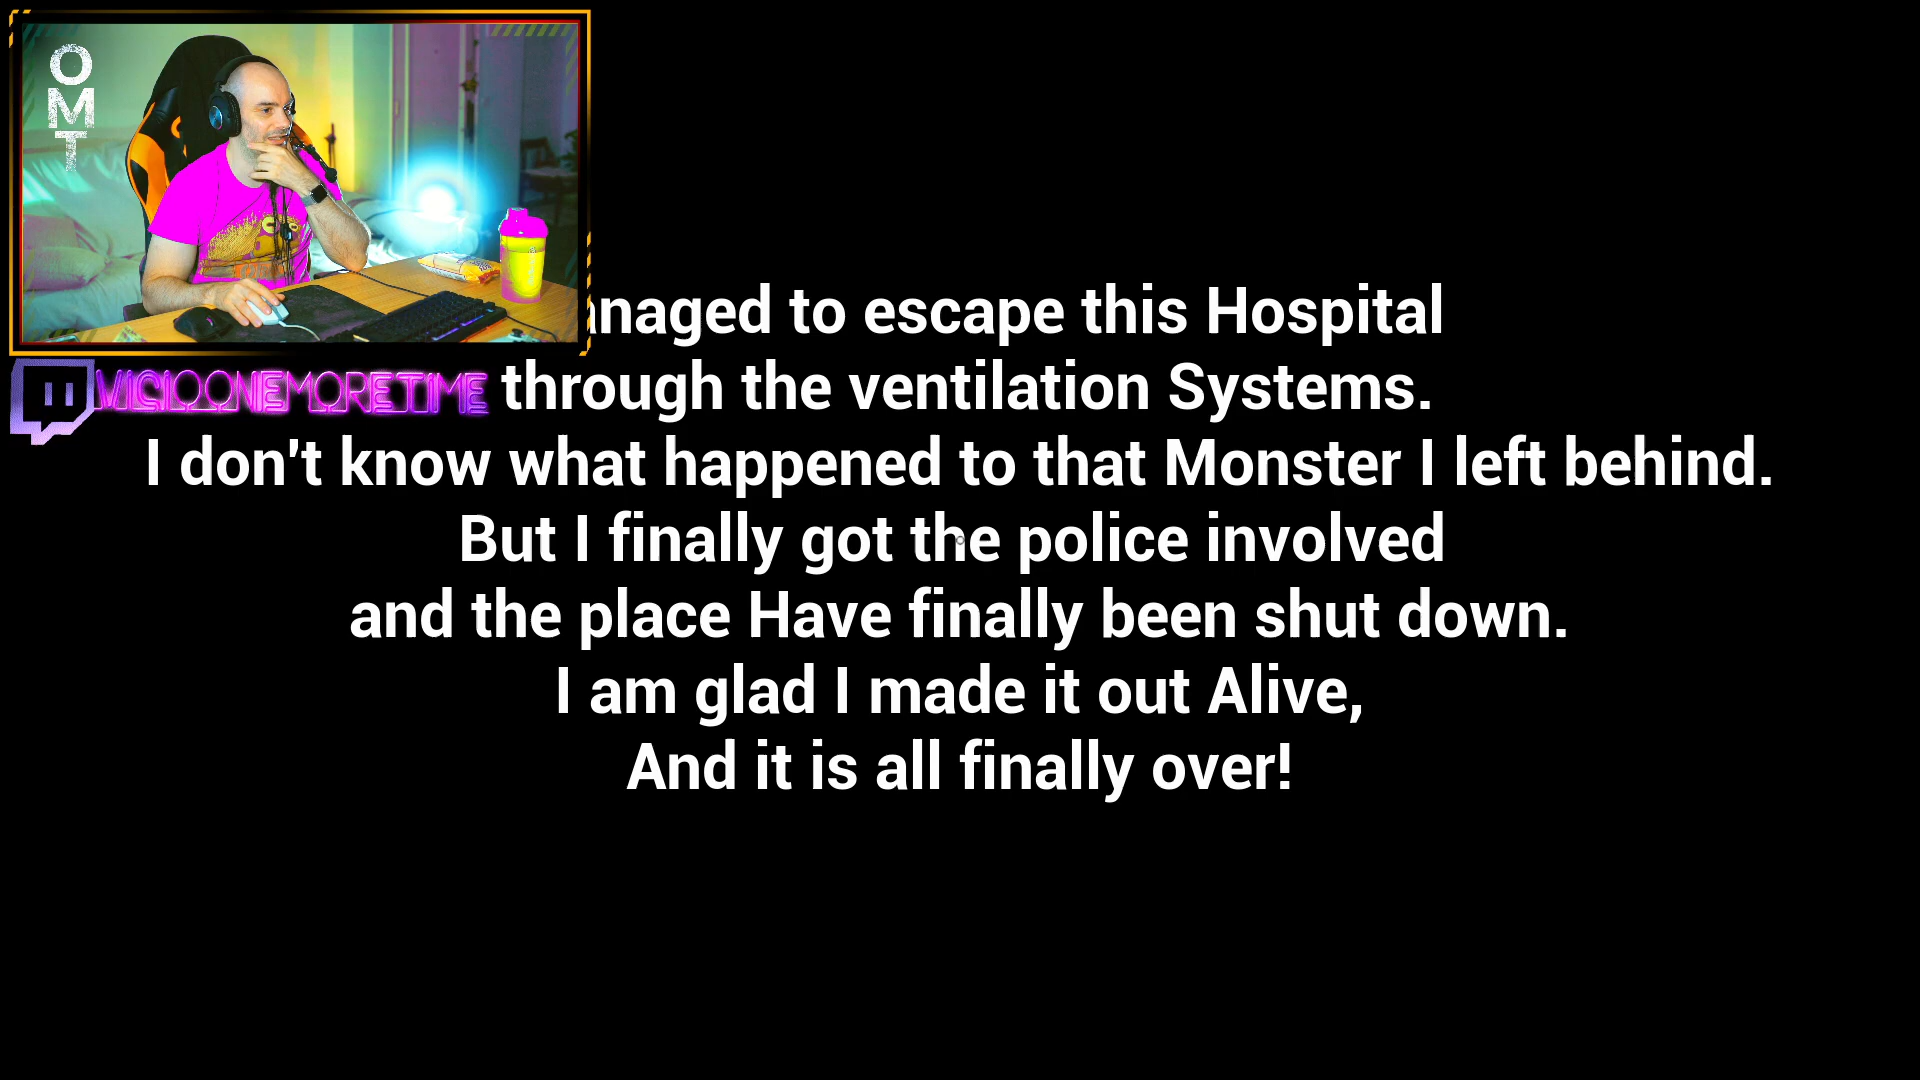 OMT
to escape this Hospital
VICIOONEMORETIME
through the ventilation Systems.
I don't know what happened to that Monster I left behind.
But I finally got the police involved
and the place Have finally been shut down.
I am glad I made it out Alive,
And it is all finally over!